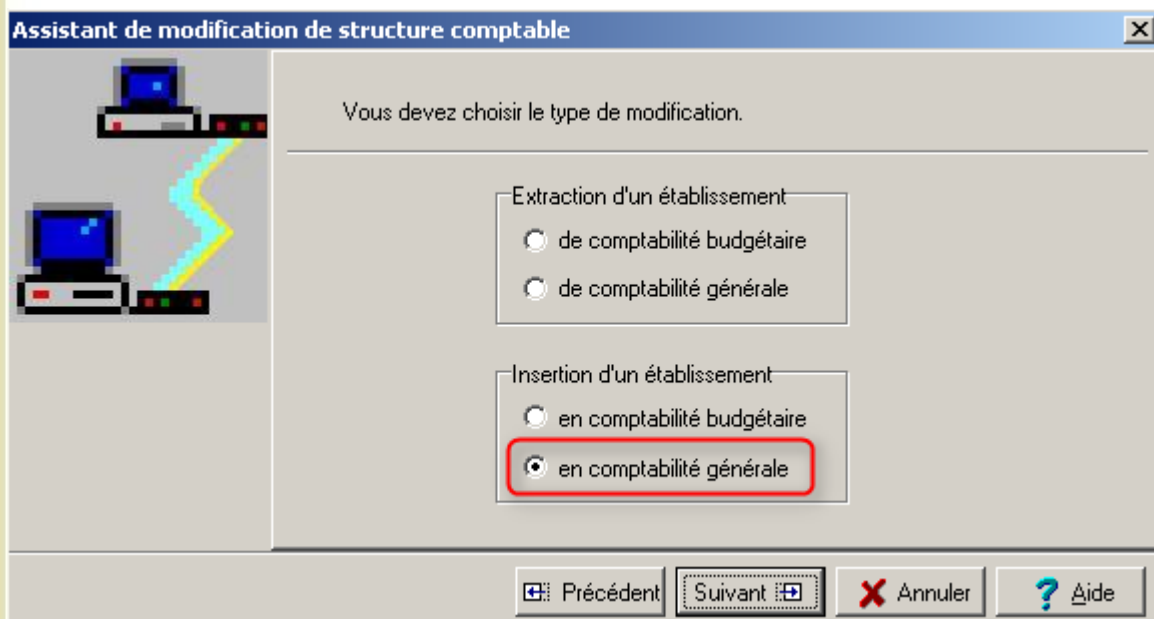 Assistant de modification de structure comptable
Vous devez choisir le type de modification.
Extraction d'un établissement
de comptabilité budgétaire
de comptabilité générale
Insertion d'un établissement
en comptabilité budgétaire
en comptabilité générale
Précédent Suivant Annuler ? Aide